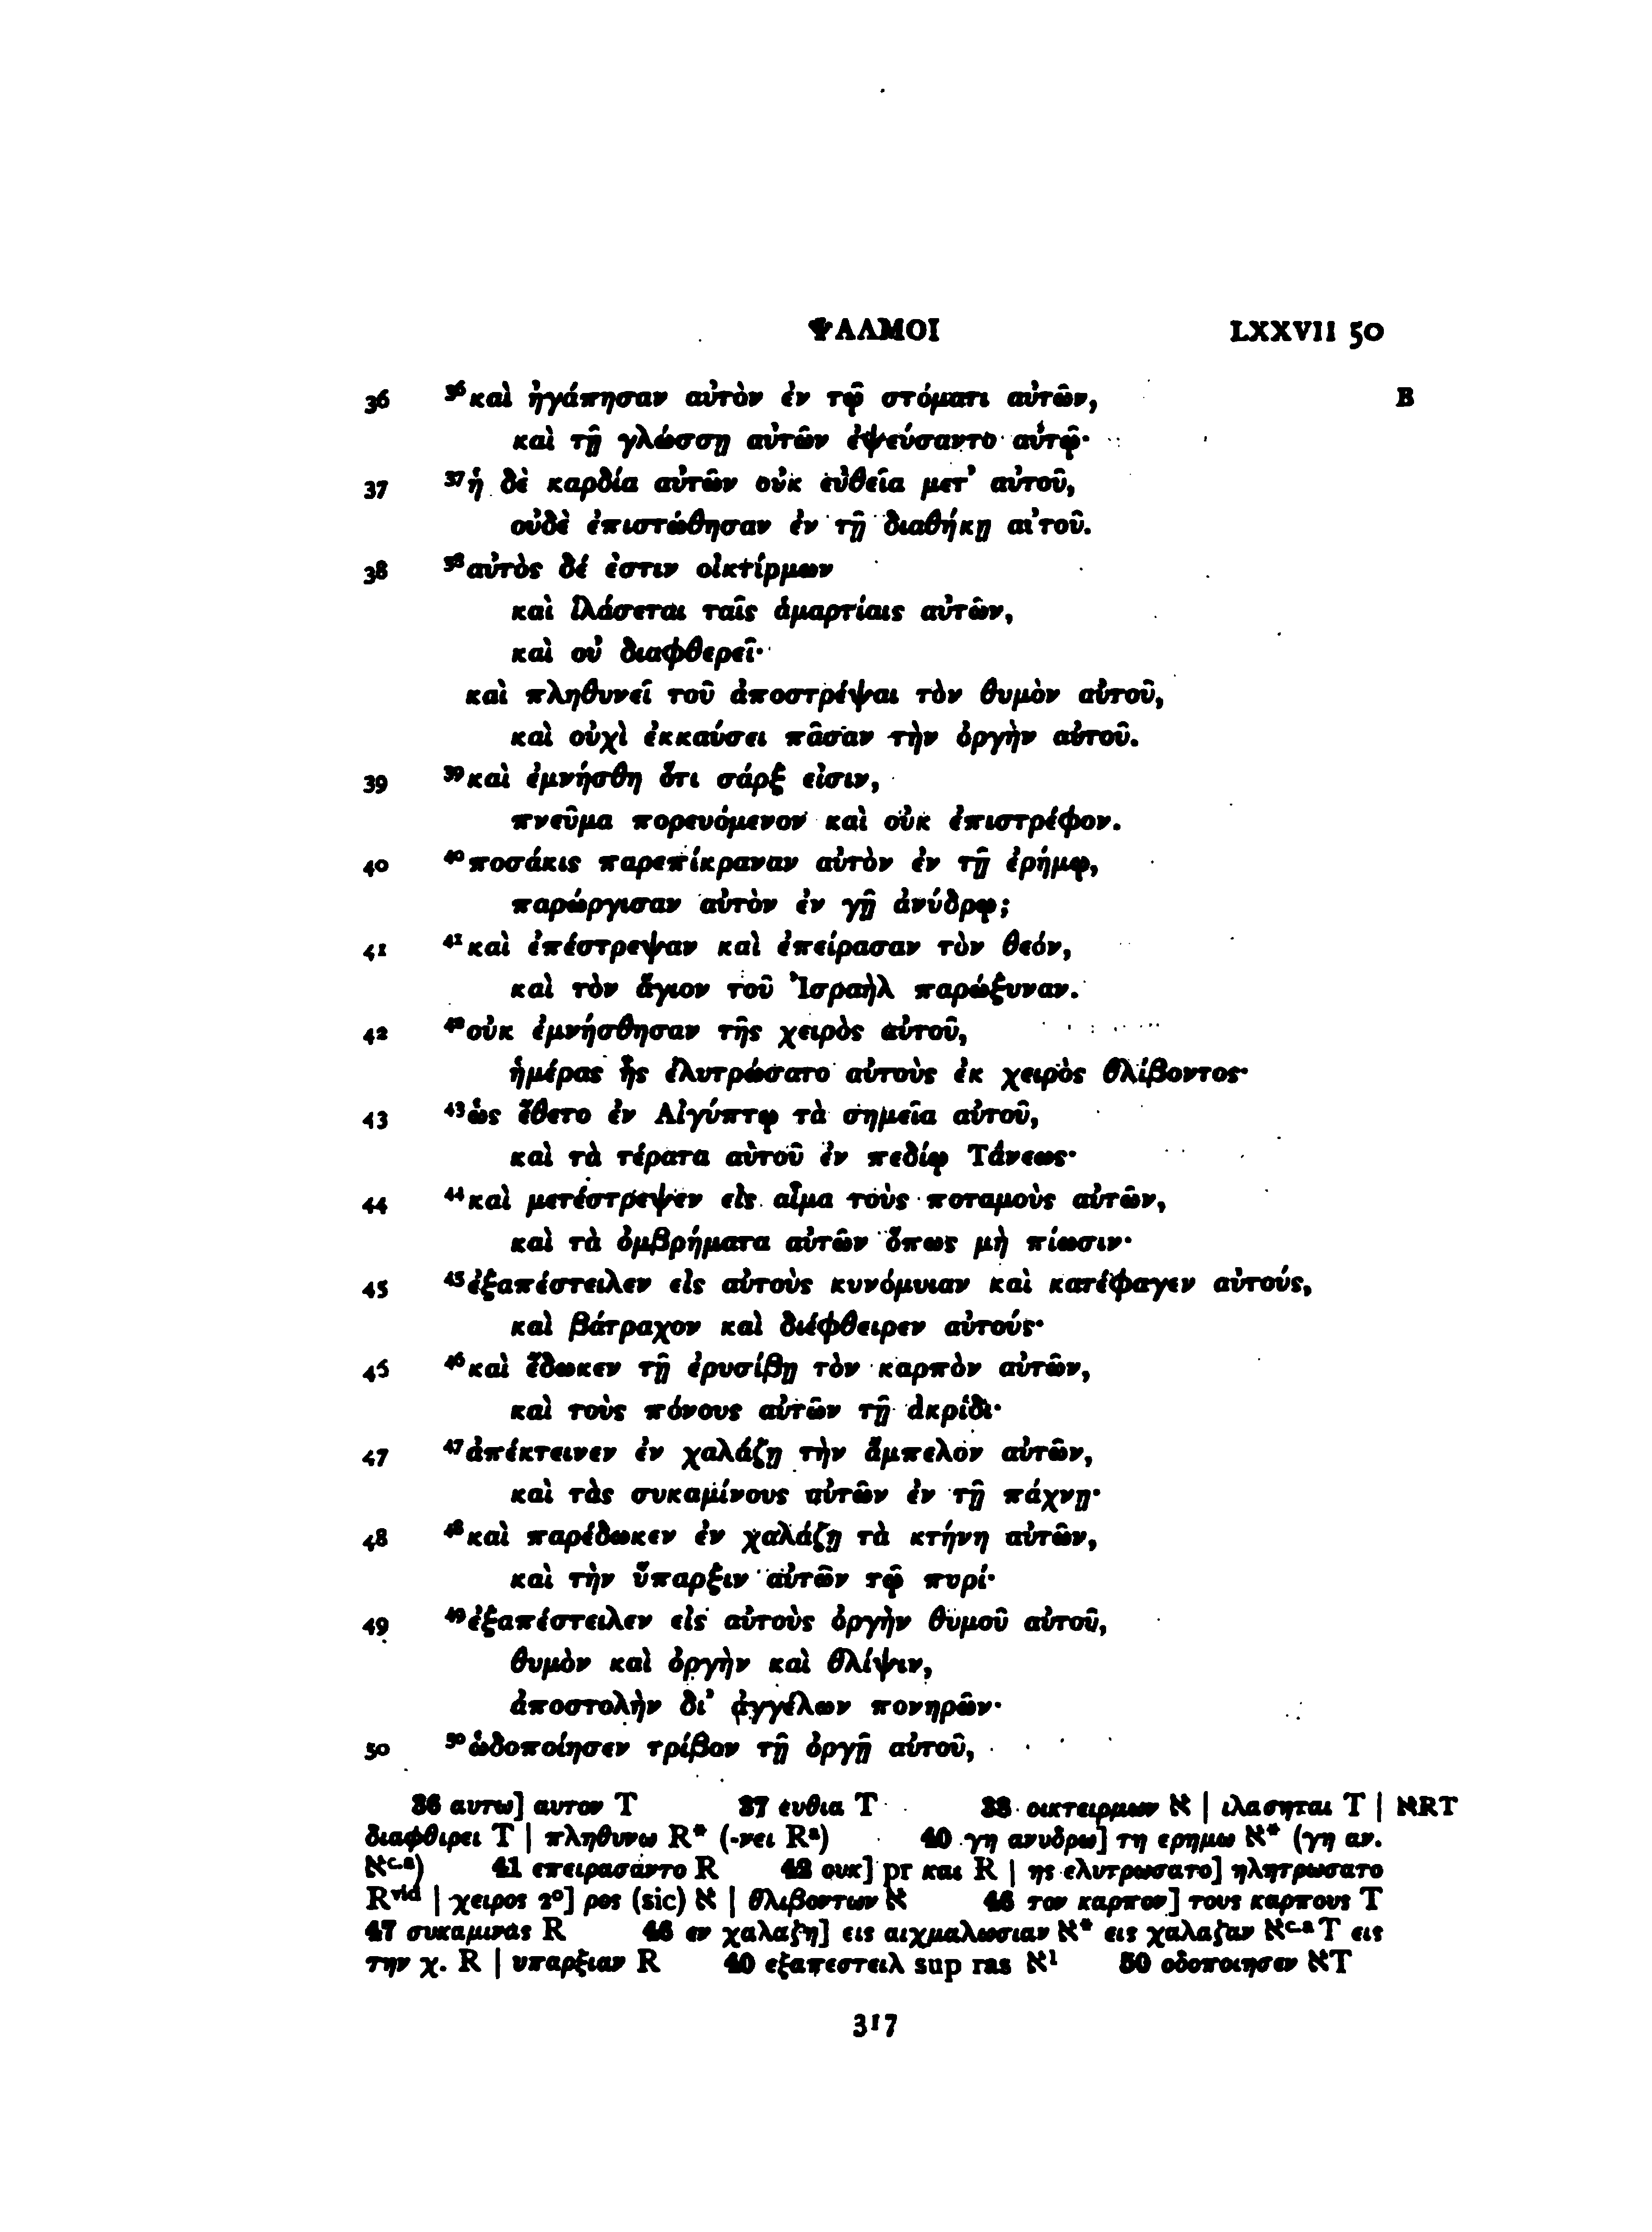 ΨΑΛΜΟΙ LXXVII 50
36 ³⁶καὶ ἠγάπησαν αὐτὸν ἐν τῷ στόματι αὐτῶν, B
καὶ τῇ γλώσσῃ αὐτῶν ἐψεύσαντο αὐτῷ·
37 ³⁷ἡ δὲ καρδία αὐτῶν οὐκ εὐθεῖα μετ’ αὐτοῦ,
οὐδὲ ἐπιστώθησαν ἐν τῇ διαθήκῃ αὐτοῦ.
38 ³⁸αὐτὸς δέ ἐστιν οἰκτίρμων
καὶ ἱλάσεται ταῖς ἁμαρτίαις αὐτῶν,
καὶ οὐ διαφθερεῖ·
καὶ πληθυνεῖ τοῦ ἀποστρέψαι τὸν θυμὸν αὐτοῦ,
καὶ οὐχὶ ἐκκαύσει πᾶσαν τὴν ὀργὴν αὐτοῦ.
39 ³⁹καὶ ἐμνήσθη ὅτι σάρξ εἰσιν,
πνεῦμα πορευόμενον καὶ οὐκ ἐπιστρέφον.
40 ⁴⁰ποσάκις παρεπίκραναν αὐτὸν ἐν τῇ ἐρήμῳ,
παρώργισαν αὐτὸν ἐν γῇ ἀνύδρῳ;
41 ⁴¹καὶ ἐπέστρεψαν καὶ ἐπείρασαν τὸν θεόν,
καὶ τὸν ἅγιον τοῦ Ἰσραὴλ παρώξυναν.
42 ⁴²οὐκ ἐμνήσθησαν τῆς χειρὸς αὐτοῦ,
ἡμέρας ἧς ἐλυτρώσατο αὐτοὺς ἐκ χειρὸς θλίβοντος·
43 ⁴³ὡς ἔθετο ἐν Αἰγύπτῳ τὰ σημεῖα αὐτοῦ,
καὶ τὰ τέρατα αὐτοῦ ἐν πεδίῳ Τάνεως·
44 ⁴⁴καὶ μετέστρεψεν εἰς αἷμα τοὺς ποταμοὺς αὐτῶν,
καὶ τὰ ὀμβρήματα αὐτῶν ὅπως μὴ πίωσιν·
45 ⁴⁵ἐξαπέστειλεν εἰς αὐτοὺς κυνόμυιαν καὶ κατέφαγεν αὐτούς,
καὶ βάτραχον καὶ διέφθειρεν αὐτούς·
46 ⁴⁶καὶ ἔδωκεν τῇ ἐρυσίβῃ τὸν καρπὸν αὐτῶν,
καὶ τοὺς πόνους αὐτῶν τῇ ἀκρίδι·
47 ⁴⁷ἀπέκτεινεν ἐν χαλάζῃ τὴν ἄμπελον αὐτῶν,
καὶ τὰς συκαμίνους αὐτῶν ἐν τῇ πάχνῃ·
48 ⁴⁸καὶ παρέδωκεν ἐν χαλάζῃ τὰ κτήνη αὐτῶν,
καὶ τὴν ὕπαρξιν αὐτῶν τῷ πυρί·
49 ⁴⁹ἐξαπέστειλεν εἰς αὐτοὺς ὀργὴν θυμοῦ αὐτοῦ,
θυμὸν καὶ ὀργὴν καὶ θλίψιν,
ἀποστολὴν δι’ ἀγγέλων πονηρῶν·
50 ⁵⁰ὡδοποίησεν τρίβον τῇ ὀργῇ αὐτοῦ,
36 αυτω] αυτον T 37 ευθια T 38 οικτειρμων א | ιλασηται T | אRT
διαφθιρει T | πληθυνω R* (-νει Rᵃ) 40 γη ανυδρω] τη ερημω א* (γη αν.
אᶜ·ᵃ) 41 επειρασαντο R 42 ουκ] pr και R | ης ελυτρωσατο] ηλητρωσατο
Rᵛⁱᵈ | χειρος 2°] ρος (sic) א | θλιβοντων א 46 τον καρπον] τους καρπους T
47 συκαμινας R 48 εν χαλαζη] εις αιχμαλωσιαν א* εις χαλαζαν אᶜ·ᵃ T εις
την χ. R | υπαρξιαν R 49 εξαπεστειλ sup ras א¹ 50 οδοποιησεν אT
317